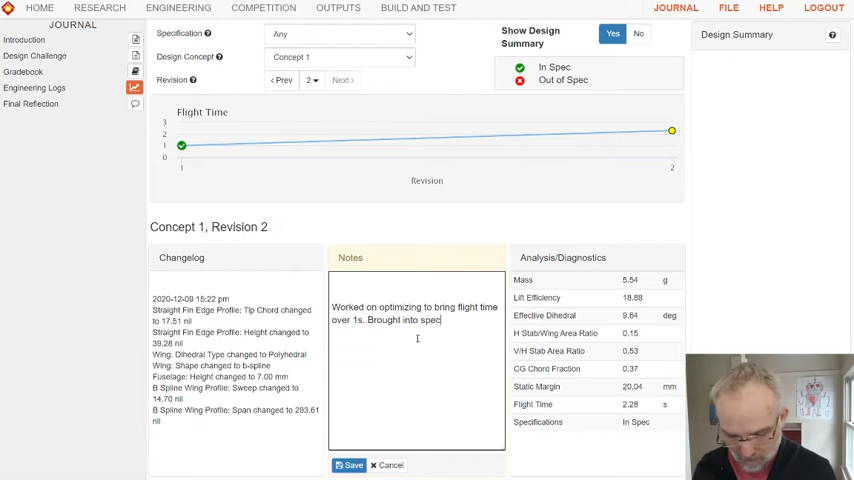 HOME RESEARCH ENGINEERING COMPETITION OUTPUTS BUILD AND TEST JOURNAL FILE HELP LOGOUT
JOURNAL
Introduction
Design Challenge
Gradebook
Engineering Logs
Final Reflection
Specification
Any
Design Concept
Concept 1
Revision
‹ Prev
2
Next ›
Show Design
Summary
Yes No
In Spec
Out of Spec
Design Summary
Flight Time
3
2
1
0
1
2
Revision
Concept 1, Revision 2
Changelog
2020-12-09 15:22 pm
Straight Fin Edge Profile: Tip Chord changed
to 17.51 nil
Straight Fin Edge Profile: Height changed to
39.28 nil
Wing: Dihedral Type changed to Polyhedral
Wing: Shape changed to b-spline
Fuselage: Height changed to 7.00 mm
B Spline Wing Profile: Sweep changed to
14.70 nil
B Spline Wing Profile: Span changed to 293.61
nil
Notes
Worked on optimizing to bring flight time
over 1s. Brought into spec
Save Cancel
Analysis/Diagnostics
Mass 5.54 g
Lift Efficiency 18.88
Effective Dihedral 9.64 deg
H Stab/Wing Area Ratio 0.15
V/H Stab Area Ratio 0.53
CG Chord Fraction 0.37
Static Margin 20.04 mm
Flight Time 2.28 s
Specifications In Spec